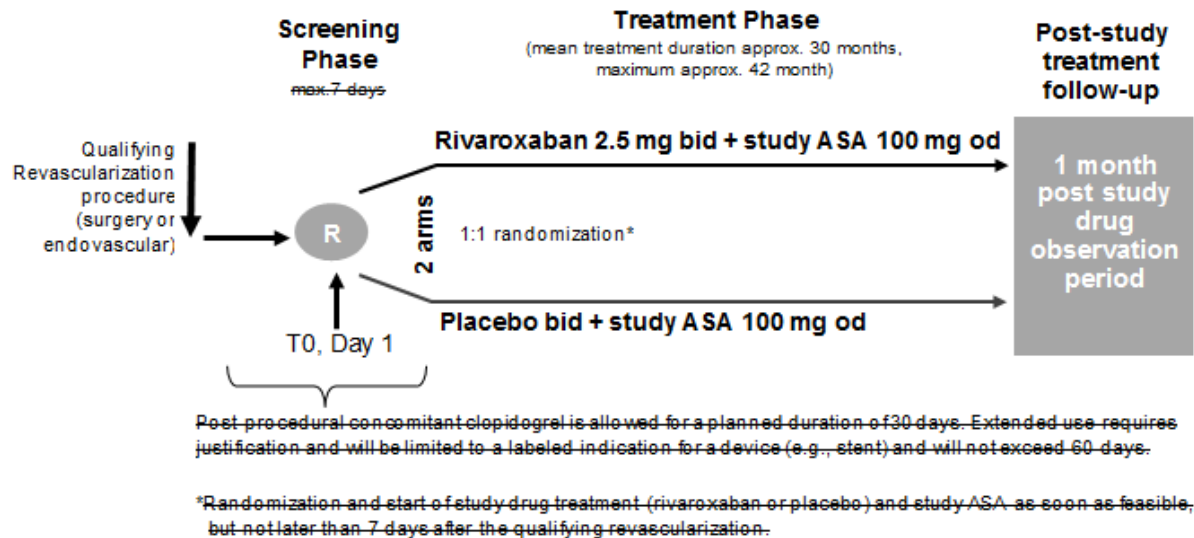 Screening
Phase
max.7 days
Treatment Phase
(mean treatment duration approx. 30 months,
maximum approx. 42 month)
Post-study
treatment
follow-up
Qualifying
Revascularization
procedure
(surgery or
endovascular)
R
T0, Day 1
2 arms
Rivaroxaban 2.5 mg bid + study ASA 100 mg od
1:1 randomization*
Placebo bid + study ASA 100 mg od
1 month
post study
drug
observation
period
Post procedural concomitant clopidogrel is allowed for a planned duration of 30 days. Extended use requires
justification and will be limited to a labeled indication for a device (e.g., stent) and will not exceed 60 days.
*Randomization and start of study drug treatment (rivaroxaban or placebo) and study ASA as soon as feasible,
but not later than 7 days after the qualifying revascularization.